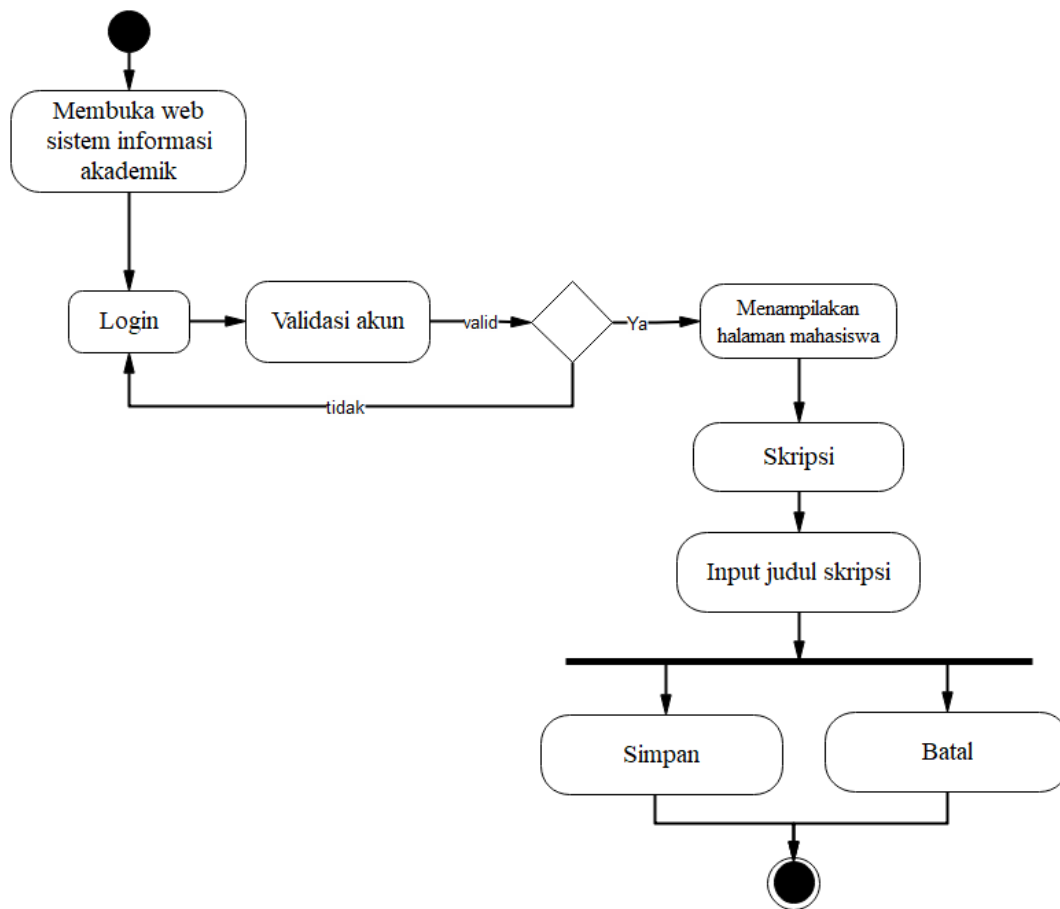 Membuka web
sistem informasi
akademik
Login
Validasi akun
valid
Ya
Menampilakan
halaman mahasiswa
tidak
Skripsi
Input judul skripsi
Simpan
Batal